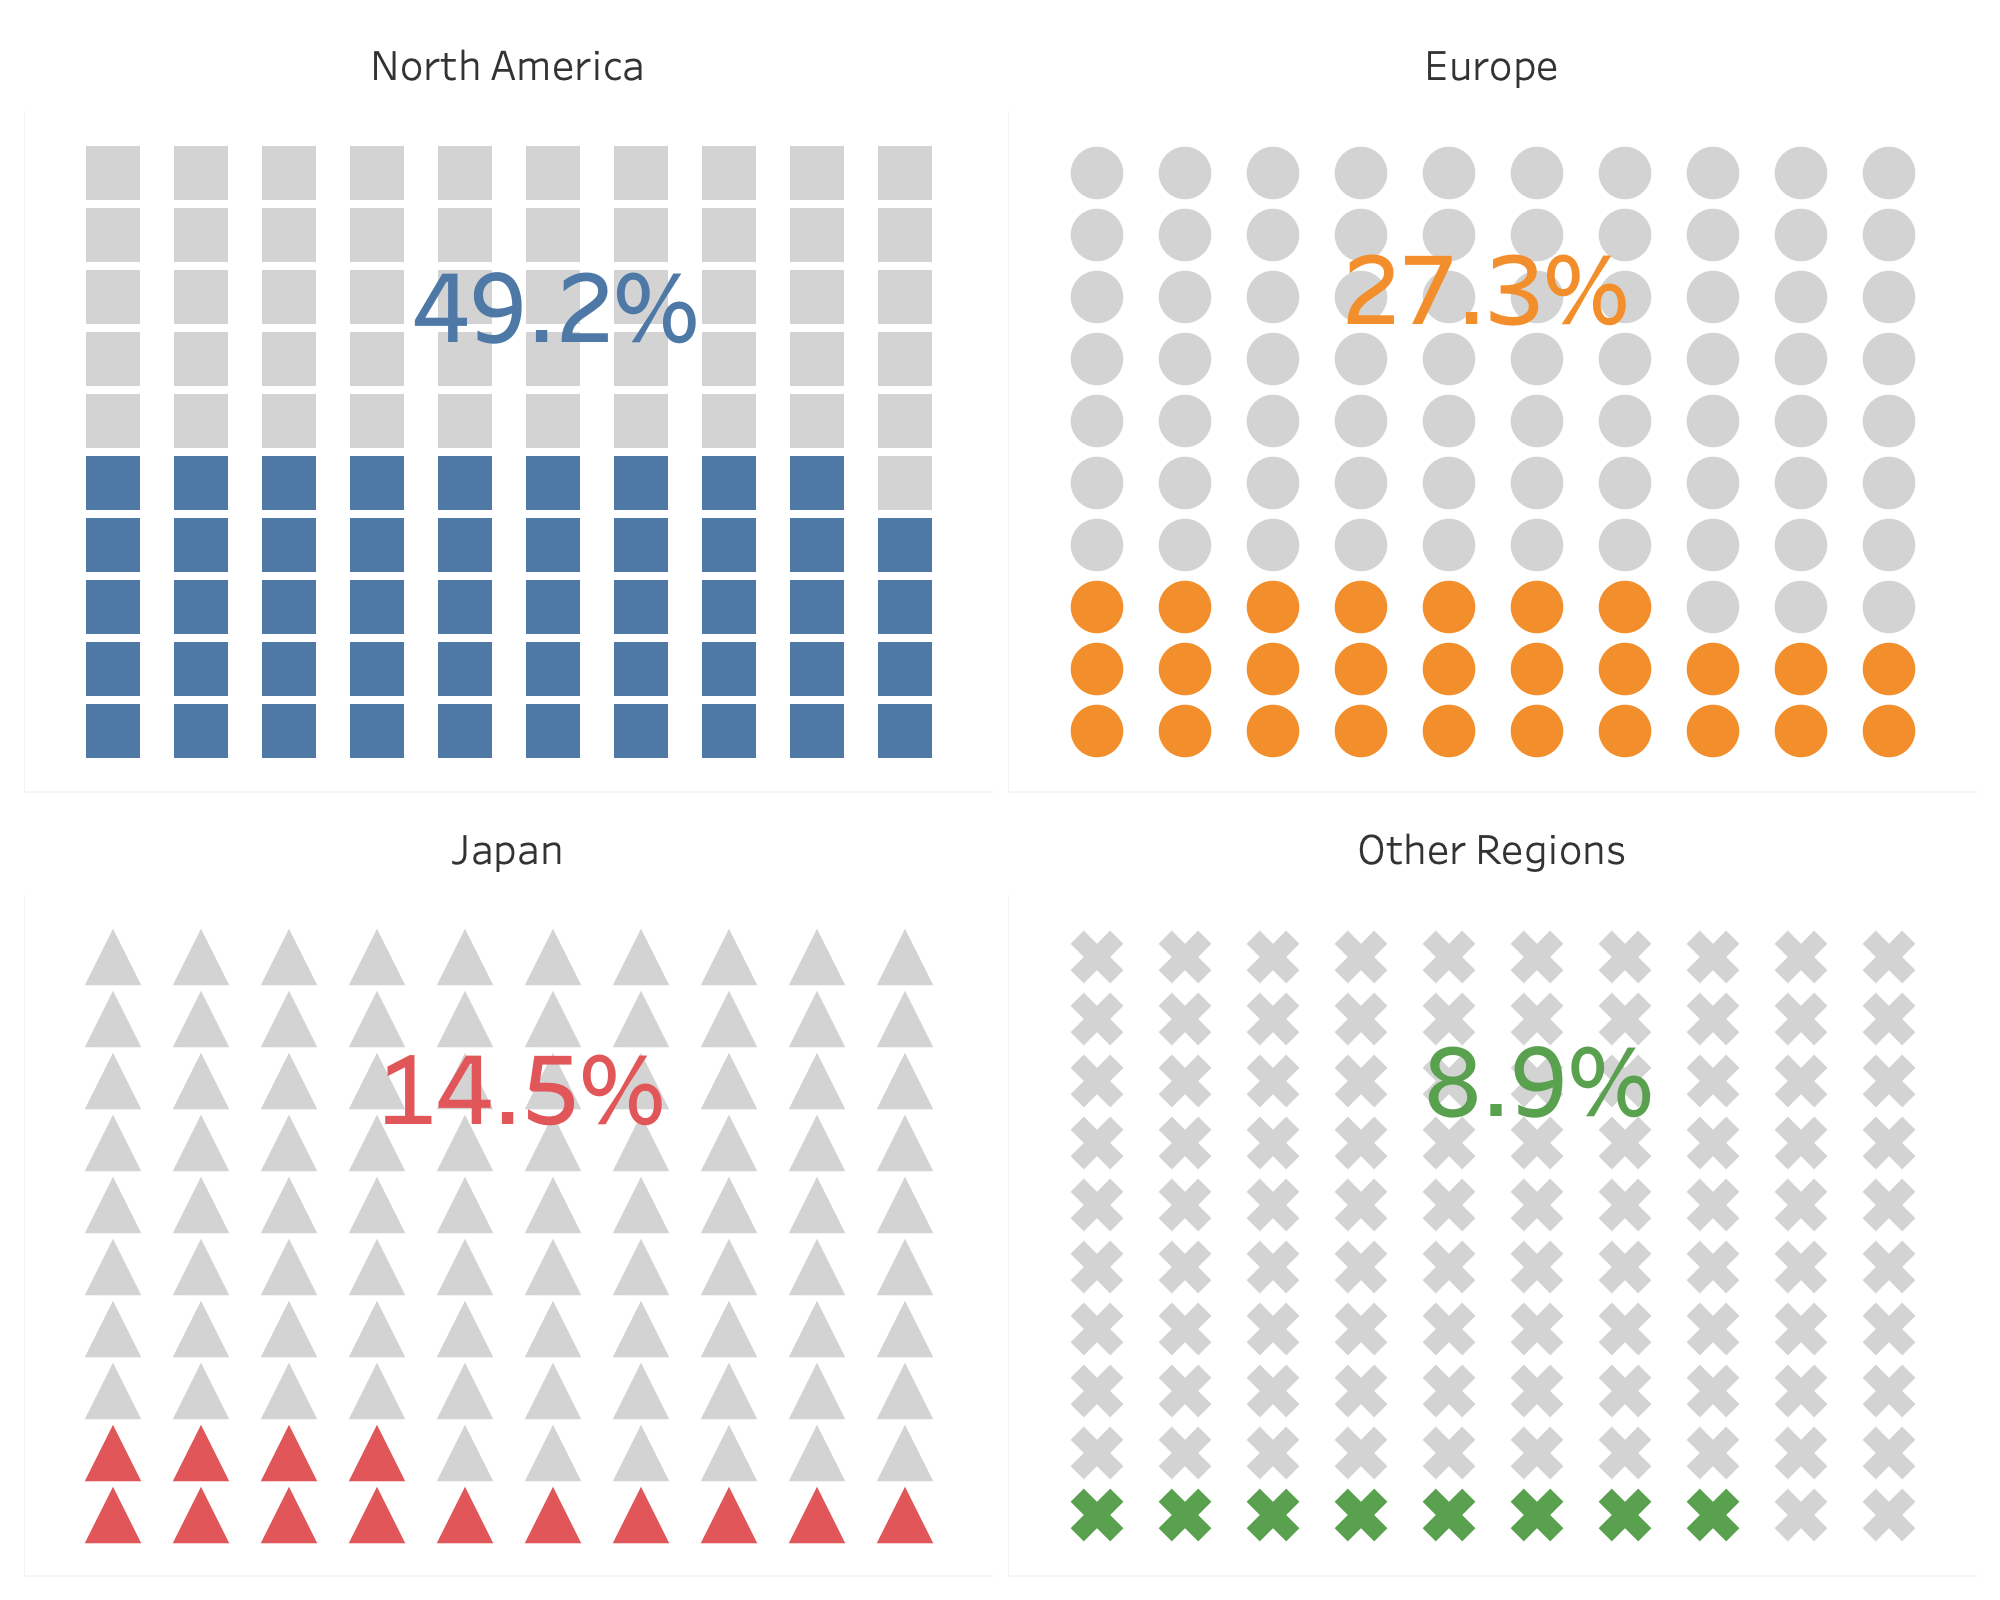 North America
49.2%
Europe
27.3%
Japan
14.5%
Other Regions
8.9%